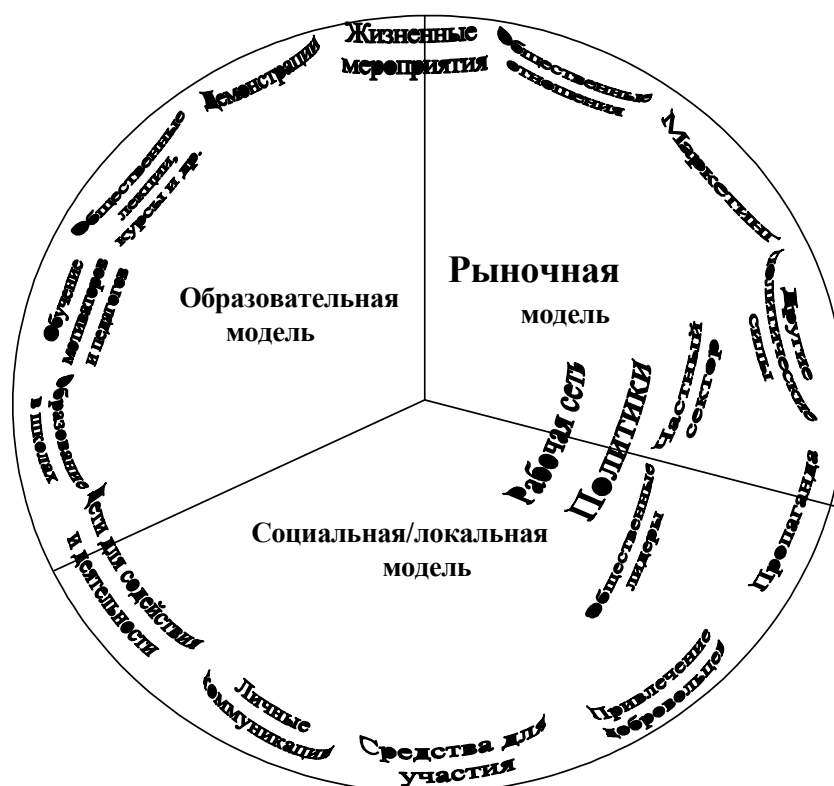 Жизненные
мероприятия
Общественные
отношения
Маркетинг
Другие
политические
силы
Рыночная
модель
Частный
сектор
Политики
Рабочая сеть
Демонстрации
Общественные
лекции,
курсы и др.
Обучение
мотиваторов
и педагогов
Образование
в школах
Образовательная
модель
Социальная/локальная
модель
Общественные
лидеры
Пропаганда
Привлечение
добровольцев
Средства для
участия
Личные
коммуникации
Дети для содействия
и деятельности